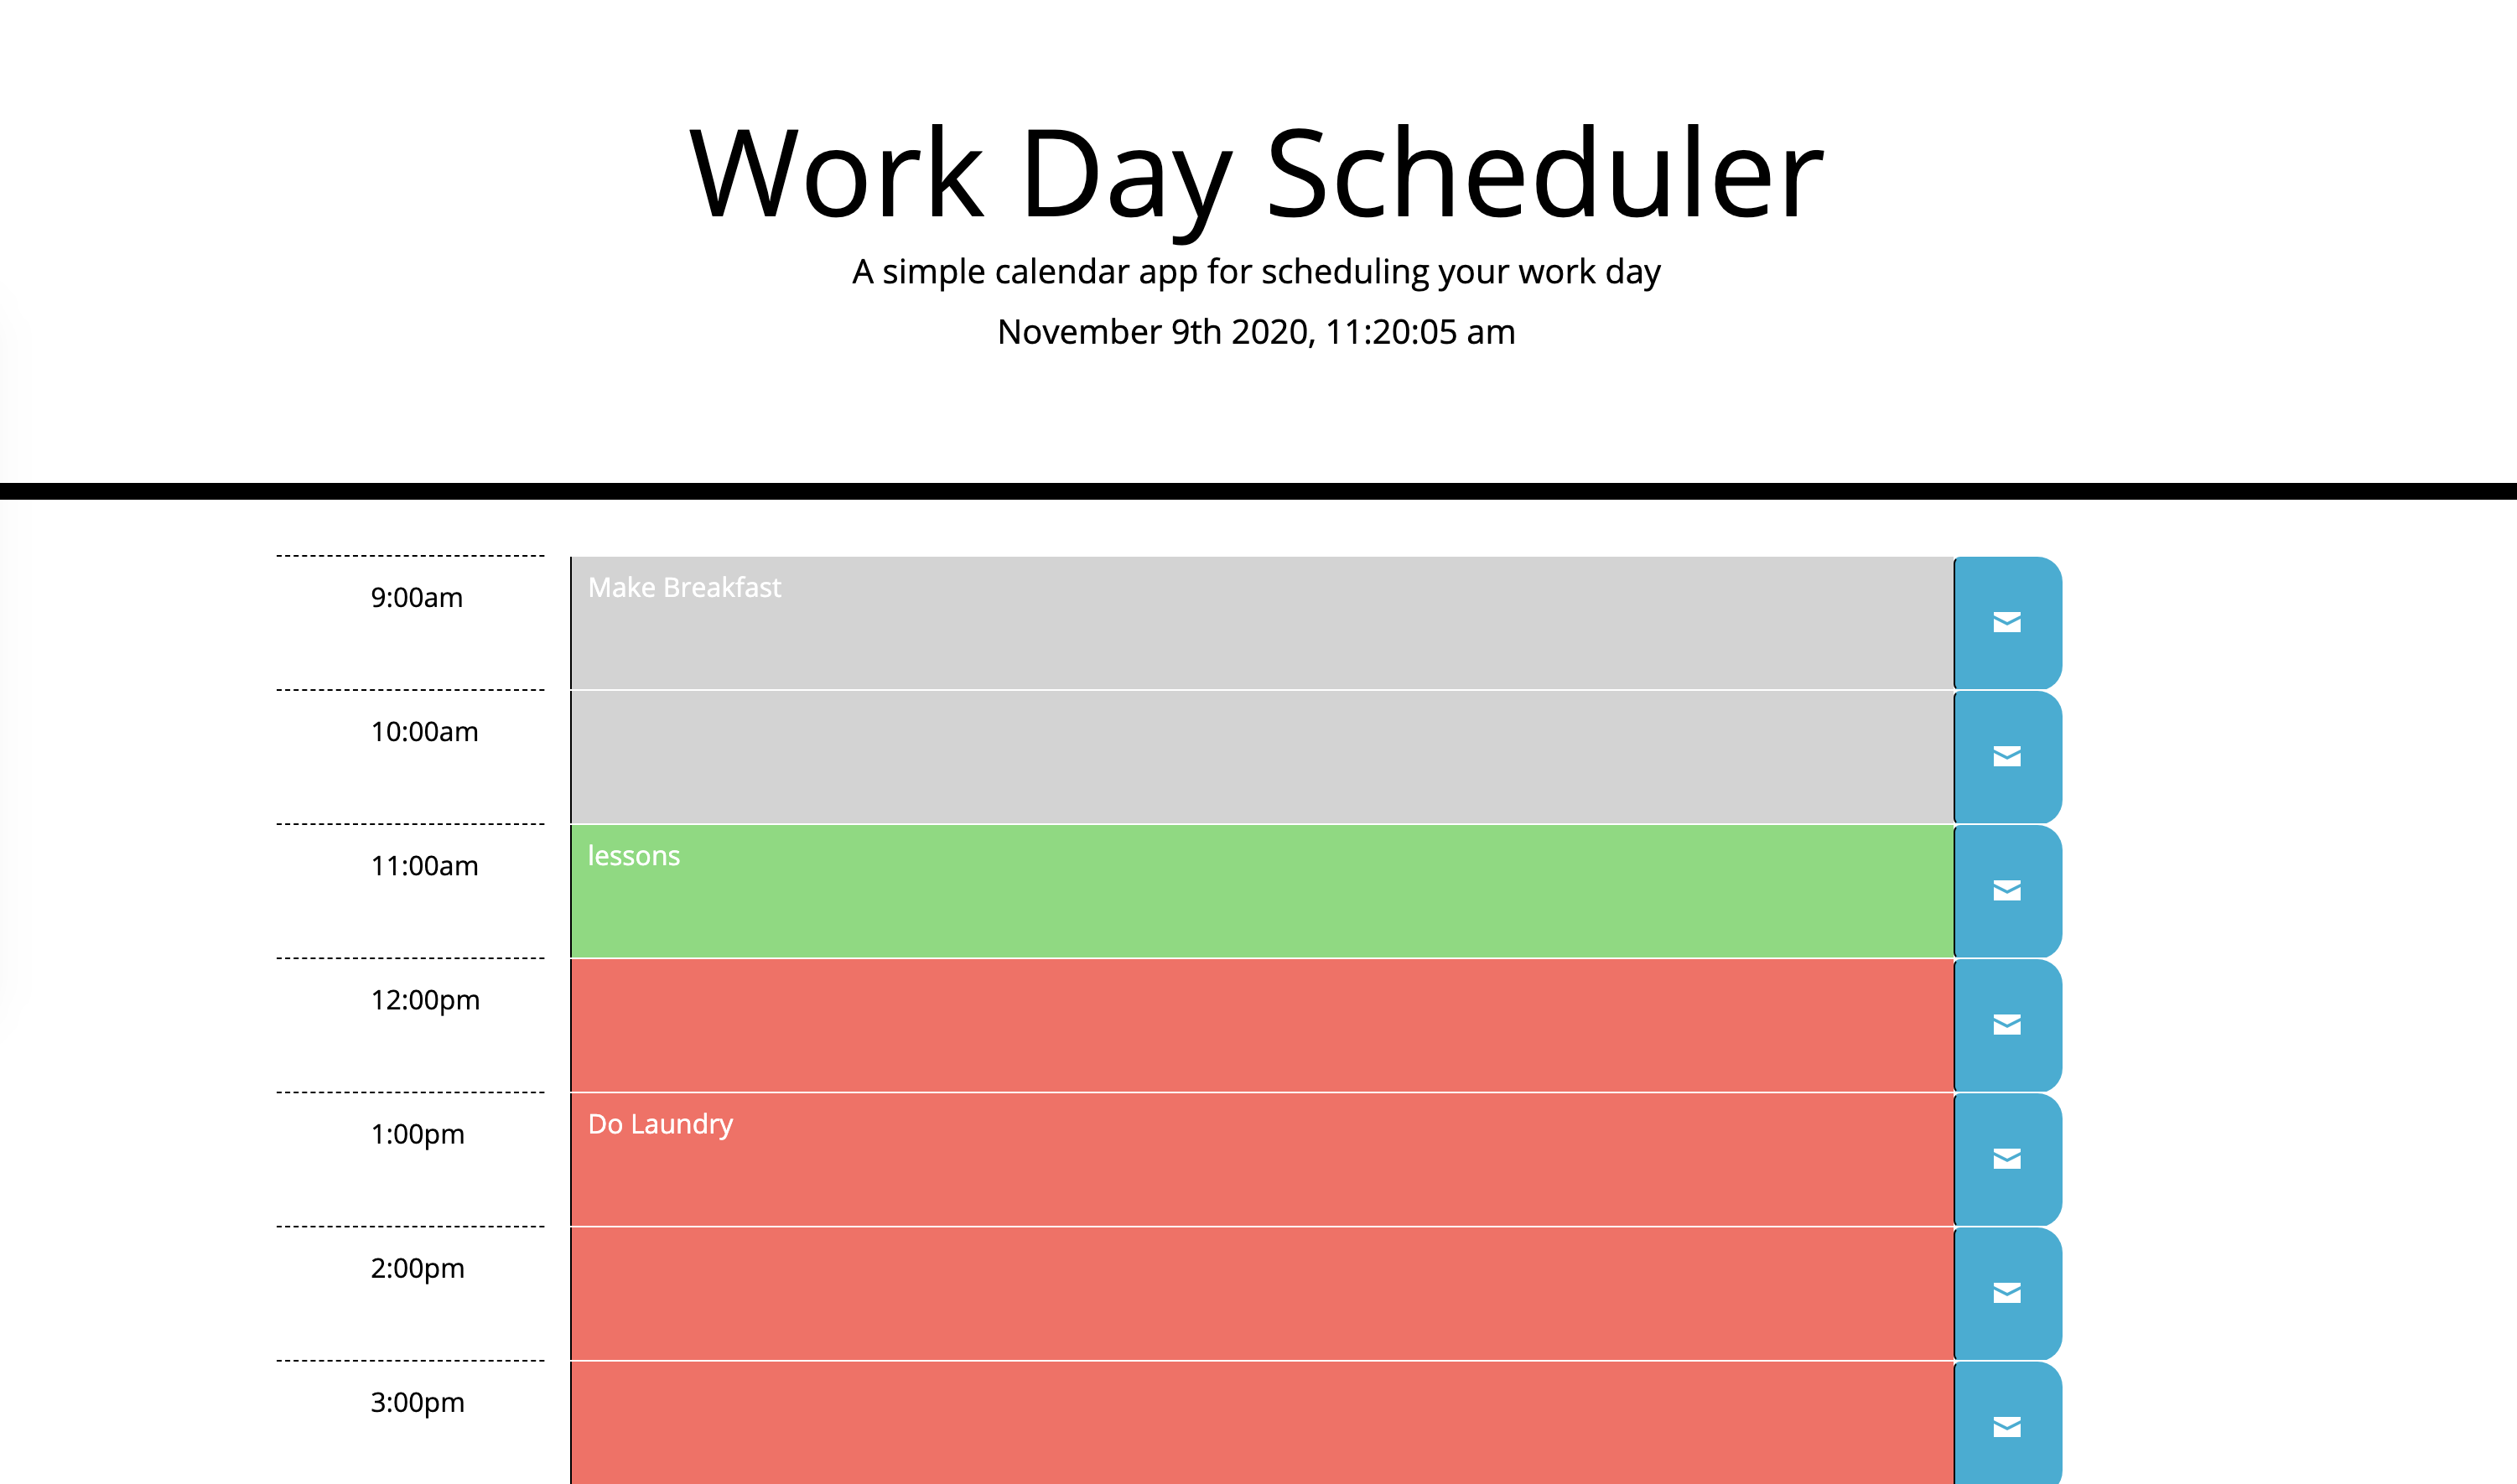 Work Day Scheduler
A simple calendar app for scheduling your work day
November 9th 2020, 11:20:05 am
9:00am Make Breakfast
10:00am
11:00am lessons
12:00pm
1:00pm Do Laundry
2:00pm
3:00pm